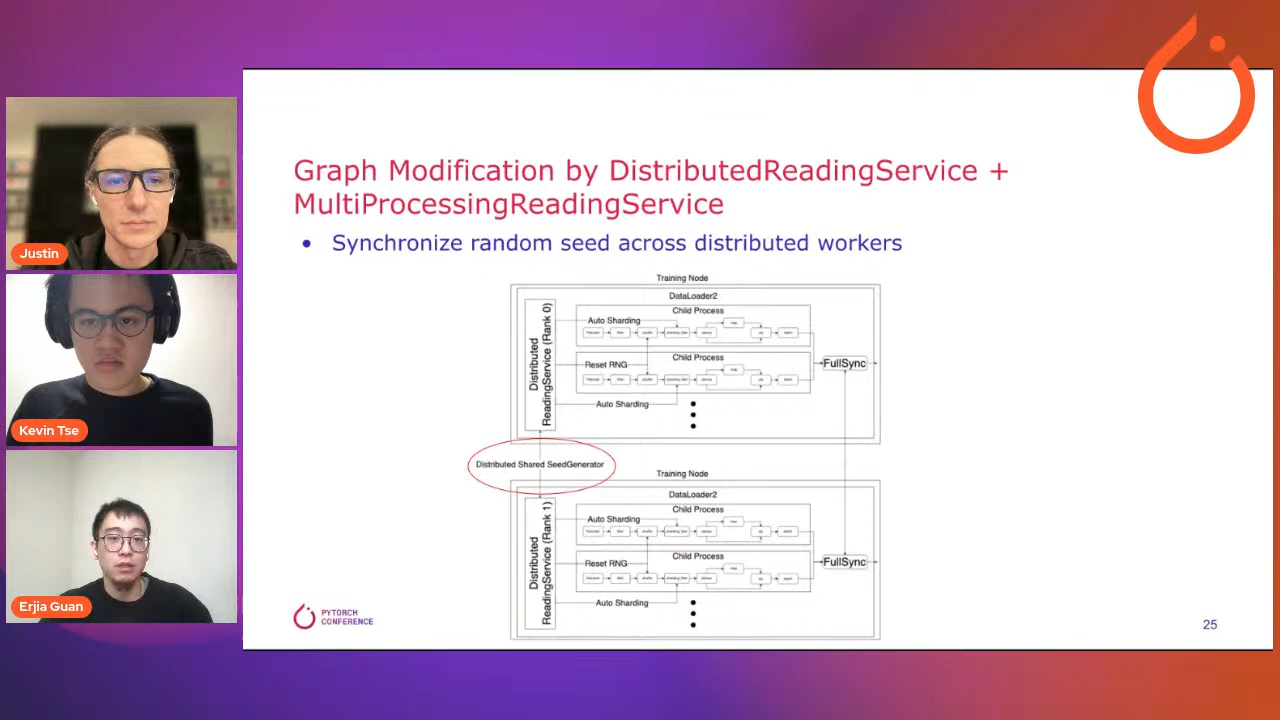 Justin
Kevin Tse
Erjia Guan
Graph Modification by DistributedReadingService +
MultiProcessingReadingService
• Synchronize random seed across distributed workers
Training Node
DataLoader2
Distributed
ReadingService (Rank 0)
Child Process
Auto Sharding
Child Process
Reset RNG
Auto Sharding
FullSync
Distributed Shared SeedGenerator
Training Node
DataLoader2
Distributed
ReadingService (Rank 1)
Child Process
Auto Sharding
Child Process
Reset RNG
Auto Sharding
FullSync
PYTORCH
CONFERENCE
25